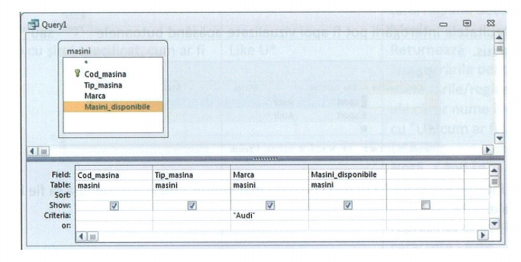 Query1
masini
*
Cod_masina
Tip_masina
Marca
Masini_disponibile
Field: Cod_masina Tip_masina Marca Masini_disponibile
Table: masini masini masini masini
Sort:
Show:
Criteria: "Audi"
or: